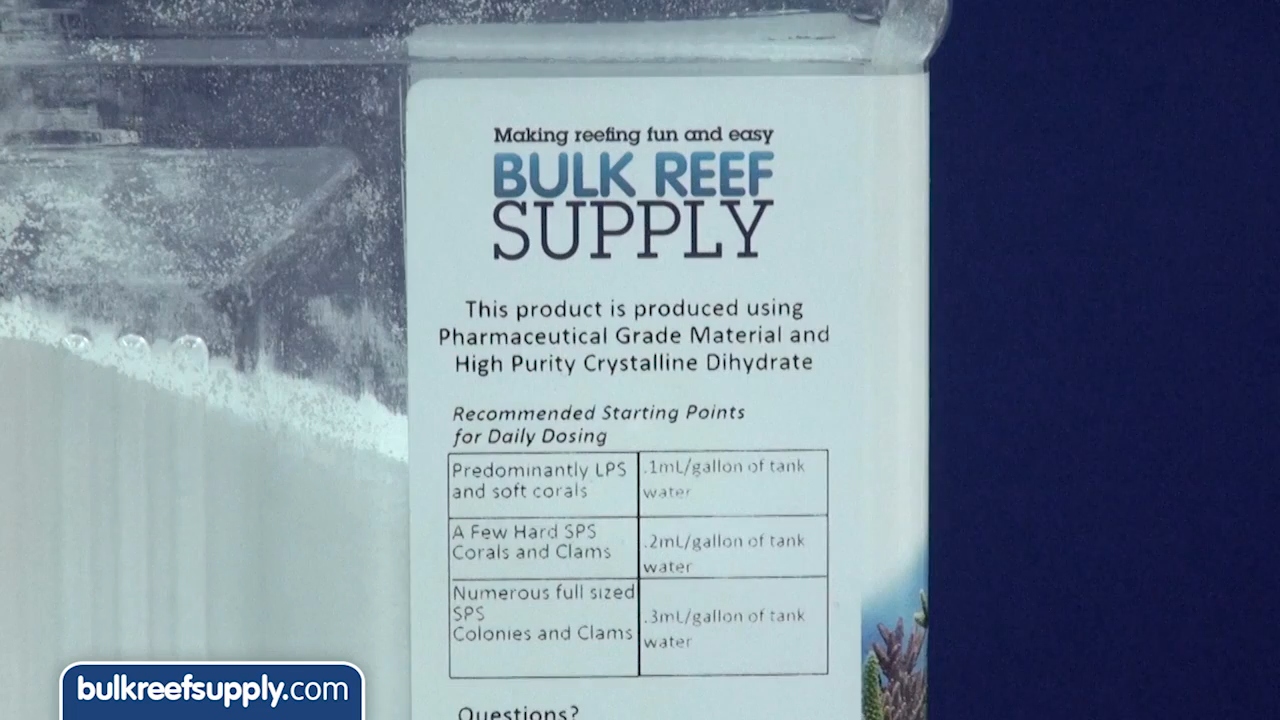 Making reefing fun and easy
BULK REEF
SUPPLY
This product is produced using
Pharmaceutical Grade Material and
High Purity Crystalline Dihydrate
Recommended Starting Points
for Daily Dosing
Predominantly LPS
and soft corals
.1mL/gallon of tank
water
A Few Hard SPS
Corals and Clams
.2mL/gallon of tank
water
Numerous full sized
SPS
Colonies and Clams
.3mL/gallon of tank
water
Questions?
bulkreefsupply.com